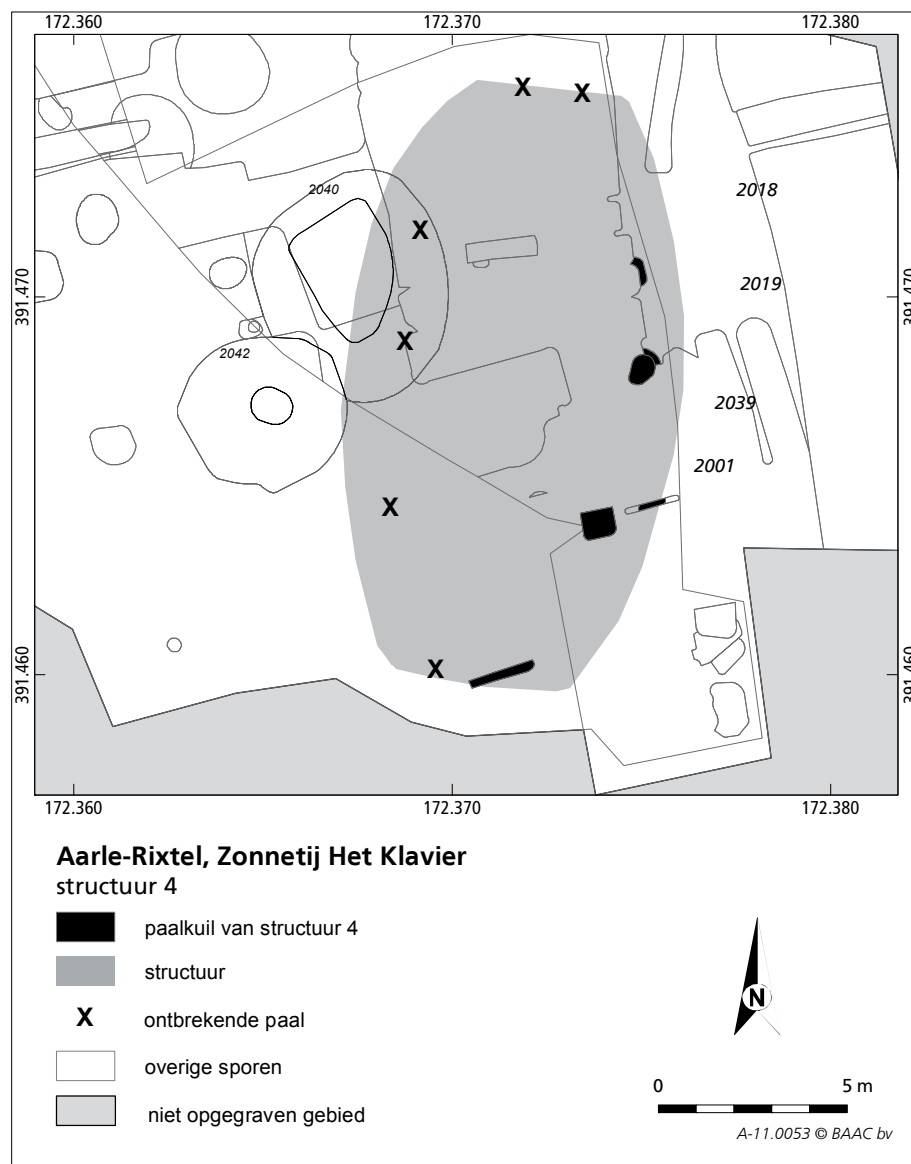 172.360 172.370 172.380
2040
2018
391.470 2019 391.470
2042
2039
2001
391.460 391.460
172.360 172.370 172.380
X
X
X
X
X
X
Aarle-Rixtel, Zonnetij Het Klavier
structuur 4
paalkuil van structuur 4
structuur
X ontbrekende paal
overige sporen
niet opgegraven gebied
N
0 5 m
A-11.0053 © BAAC bv